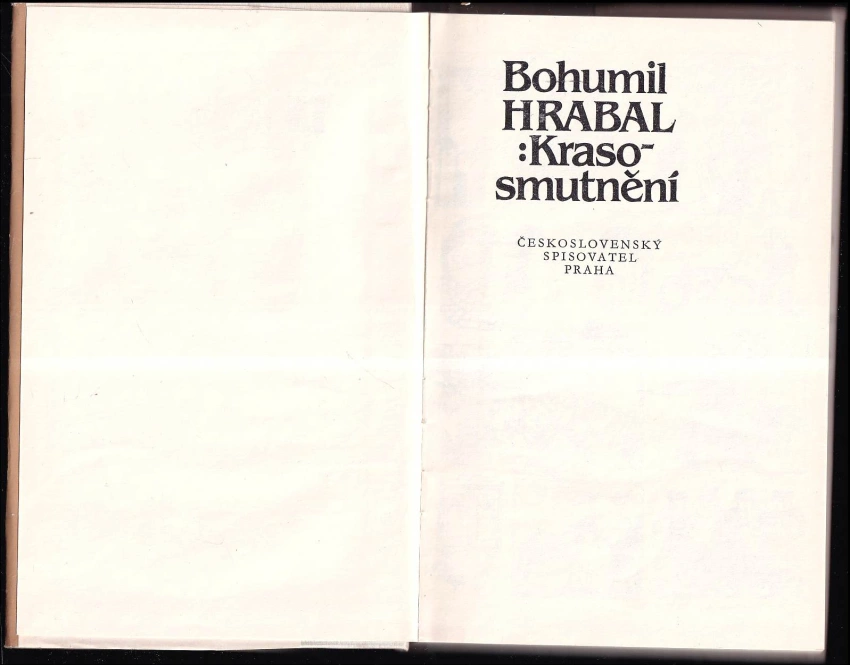 Bohumil
HRABAL
:Kraso-
smutnění
ČESKOSLOVENSKÝ
SPISOVATEL
PRAHA